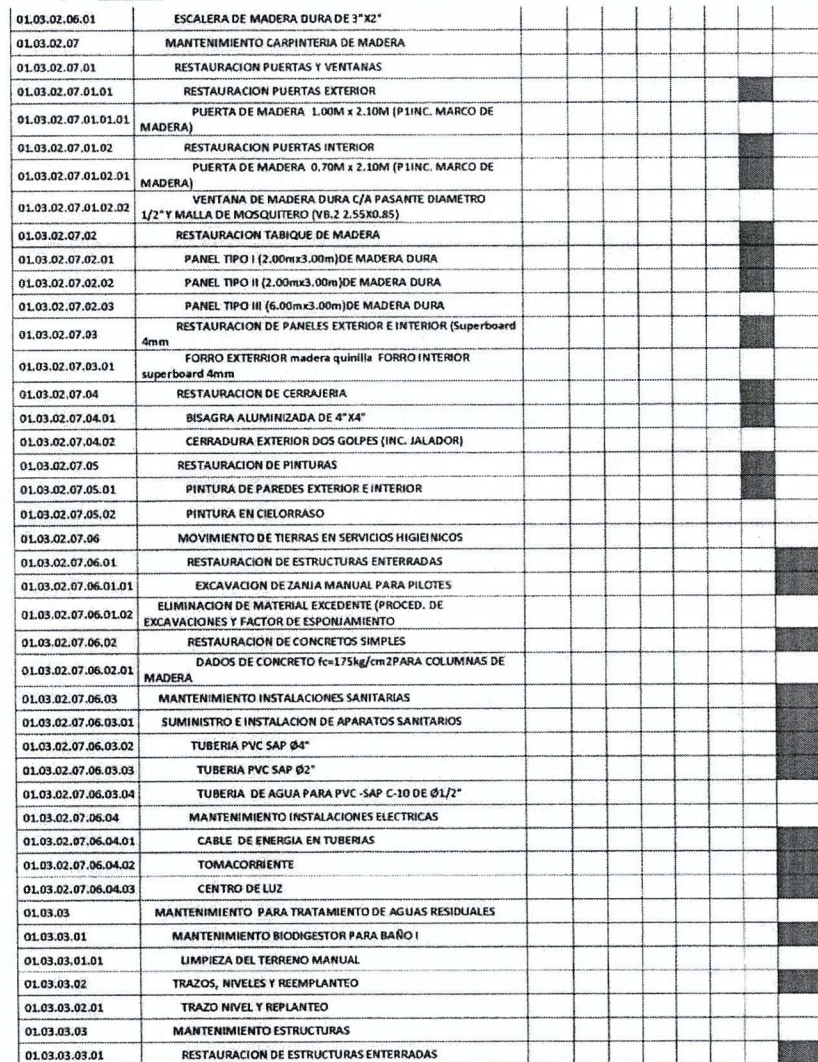 01.03.02.06.01 ESCALERA DE MADERA DURA DE 3"X2"
01.03.02.07 MANTENIMIENTO CARPINTERIA DE MADERA
01.03.02.07.01 RESTAURACION PUERTAS Y VENTANAS
01.03.02.07.01.01 RESTAURACION PUERTAS EXTERIOR
01.03.02.07.01.01.01 PUERTA DE MADERA 1.00M x 2.10M (P1INC. MARCO DE
MADERA)
01.03.02.07.01.02 RESTAURACION PUERTAS INTERIOR
01.03.02.07.01.02.01 PUERTA DE MADERA 0.70M x 2.10M (P1INC. MARCO DE
MADERA)
01.03.02.07.01.02.02 VENTANA DE MADERA DURA C/A PASANTE DIAMETRO
1/2" Y MALLA DE MOSQUITERO (VB.2 2.55X0.85)
01.03.02.07.02 RESTAURACION TABIQUE DE MADERA
01.03.02.07.02.01 PANEL TIPO I (2.00mx3.00m)DE MADERA DURA
01.03.02.07.02.02 PANEL TIPO II (2.00mx3.00m)DE MADERA DURA
01.03.02.07.02.03 PANEL TIPO III (6.00mx3.00m)DE MADERA DURA
01.03.02.07.03 RESTAURACION DE PANELES EXTERIOR E INTERIOR (Superboard
4mm
01.03.02.07.03.01 FORRO EXTERRIOR madera quinilla FORRO INTERIOR
superboard 4mm
01.03.02.07.04 RESTAURACION DE CERRAJERIA
01.03.02.07.04.01 BISAGRA ALUMINIZADA DE 4"X4"
01.03.02.07.04.02 CERRADURA EXTERIOR DOS GOLPES (INC. JALADOR)
01.03.02.07.05 RESTAURACION DE PINTURAS
01.03.02.07.05.01 PINTURA DE PAREDES EXTERIOR E INTERIOR
01.03.02.07.05.02 PINTURA EN CIELORRASO
01.03.02.07.06 MOVIMIENTO DE TIERRAS EN SERVICIOS HIGIEINICOS
01.03.02.07.06.01 RESTAURACION DE ESTRUCTURAS ENTERRADAS
01.03.02.07.06.01.01 EXCAVACION DE ZANJA MANUAL PARA PILOTES
01.03.02.07.06.01.02 ELIMINACION DE MATERIAL EXCEDENTE (PROCED. DE
EXCAVACIONES Y FACTOR DE ESPONJAMIENTO
01.03.02.07.06.02 RESTAURACION DE CONCRETOS SIMPLES
01.03.02.07.06.02.01 DADOS DE CONCRETO fc=175kg/cm2PARA COLUMNAS DE
MADERA
01.03.02.07.06.03 MANTENIMIENTO INSTALACIONES SANITARIAS
01.03.02.07.06.03.01 SUMINISTRO E INSTALACION DE APARATOS SANITARIOS
01.03.02.07.06.03.02 TUBERIA PVC SAP Ø4"
01.03.02.07.06.03.03 TUBERIA PVC SAP Ø2"
01.03.02.07.06.03.04 TUBERIA DE AGUA PARA PVC -SAP C-10 DE Ø1/2"
01.03.02.07.06.04 MANTENIMIENTO INSTALACIONES ELECTRICAS
01.03.02.07.06.04.01 CABLE DE ENERGIA EN TUBERIAS
01.03.02.07.06.04.02 TOMACORRIENTE
01.03.02.07.06.04.03 CENTRO DE LUZ
01.03.03 MANTENIMIENTO PARA TRATAMIENTO DE AGUAS RESIDUALES
01.03.03.01 MANTENIMIENTO BIODIGESTOR PARA BAÑO I
01.03.03.01.01 LIMPIEZA DEL TERRENO MANUAL
01.03.03.02 TRAZOS, NIVELES Y REEMPLANTEO
01.03.03.02.01 TRAZO NIVEL Y REPLANTEO
01.03.03.03 MANTENIMIENTO ESTRUCTURAS
01.03.03.03.01 RESTAURACION DE ESTRUCTURAS ENTERRADAS